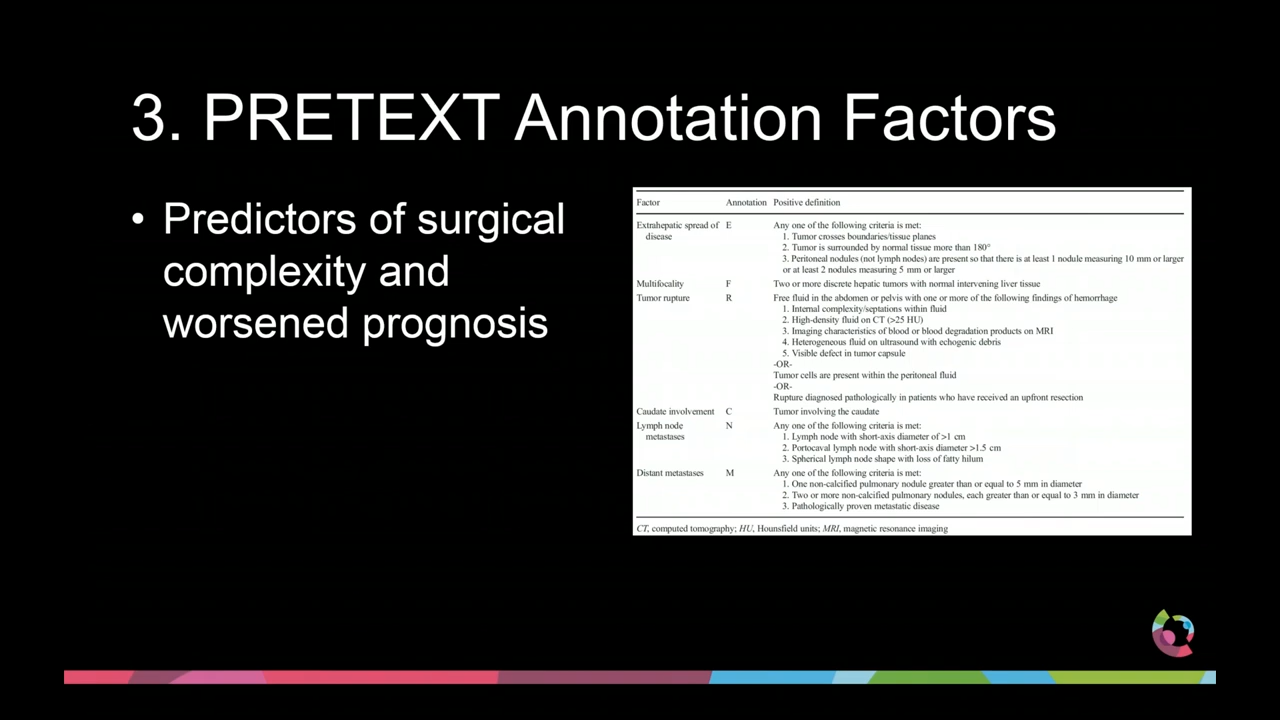 3. PRETEXT Annotation Factors
• Predictors of surgical
complexity and
worsened prognosis
Factor Annotation Positive definition
Extrahepatic spread of E Any one of the following criteria is met:
disease 1. Tumor crosses boundaries/tissue planes
2. Tumor is surrounded by normal tissue more than 180°
3. Peritoneal nodules (not lymph nodes) are present so that there is at least 1 nodule measuring 10 mm or larger
or at least 2 nodules measuring 5 mm or larger
Multifocality F Two or more discrete hepatic tumors with normal intervening liver tissue
Tumor rupture R Free fluid in the abdomen or pelvis with one or more of the following findings of hemorrhage
1. Internal complexity/septations within fluid
2. High-density fluid on CT (>25 HU)
3. Imaging characteristics of blood or blood degradation products on MRI
4. Heterogeneous fluid on ultrasound with echogenic debris
5. Visible defect in tumor capsule
-OR-
Tumor cells are present within the peritoneal fluid
-OR-
Rupture diagnosed pathologically in patients who have received an upfront resection
Caudate involvement C Tumor involving the caudate
Lymph node N Any one of the following criteria is met:
metastases 1. Lymph node with short-axis diameter of >1 cm
2. Portocaval lymph node with short-axis diameter >1.5 cm
3. Spherical lymph node shape with loss of fatty hilum
Distant metastases M Any one of the following criteria is met:
1. One non-calcified pulmonary nodule greater than or equal to 5 mm in diameter
2. Two or more non-calcified pulmonary nodules, each greater than or equal to 3 mm in diameter
3. Pathologically proven metastatic disease
CT, computed tomography; HU, Hounsfield units; MRI, magnetic resonance imaging